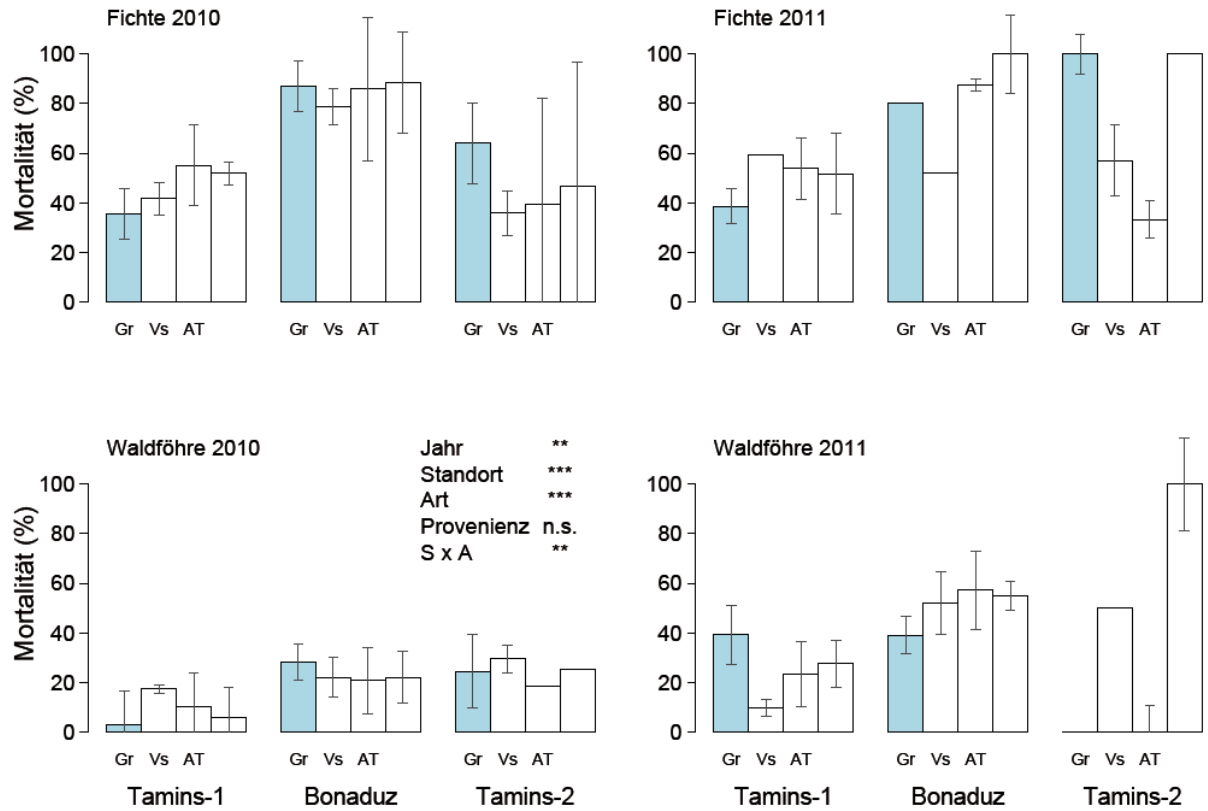 Fichte 2010
Fichte 2011
Mortalität (%)
100
80
60
40
20
0
100
80
60
40
20
0
Gr Vs AT
Gr Vs AT
Gr Vs AT
Gr Vs AT
Gr Vs AT
Gr Vs AT
Waldföhre 2010
Jahr **
Standort ***
Art ***
Provenienz n.s.
S x A **
Waldföhre 2011
Mortalität (%)
100
80
60
40
20
0
100
80
60
40
20
0
Gr Vs AT
Gr Vs AT
Gr Vs AT
Gr Vs AT
Gr Vs AT
Gr Vs AT
Tamins-1
Bonaduz
Tamins-2
Tamins-1
Bonaduz
Tamins-2